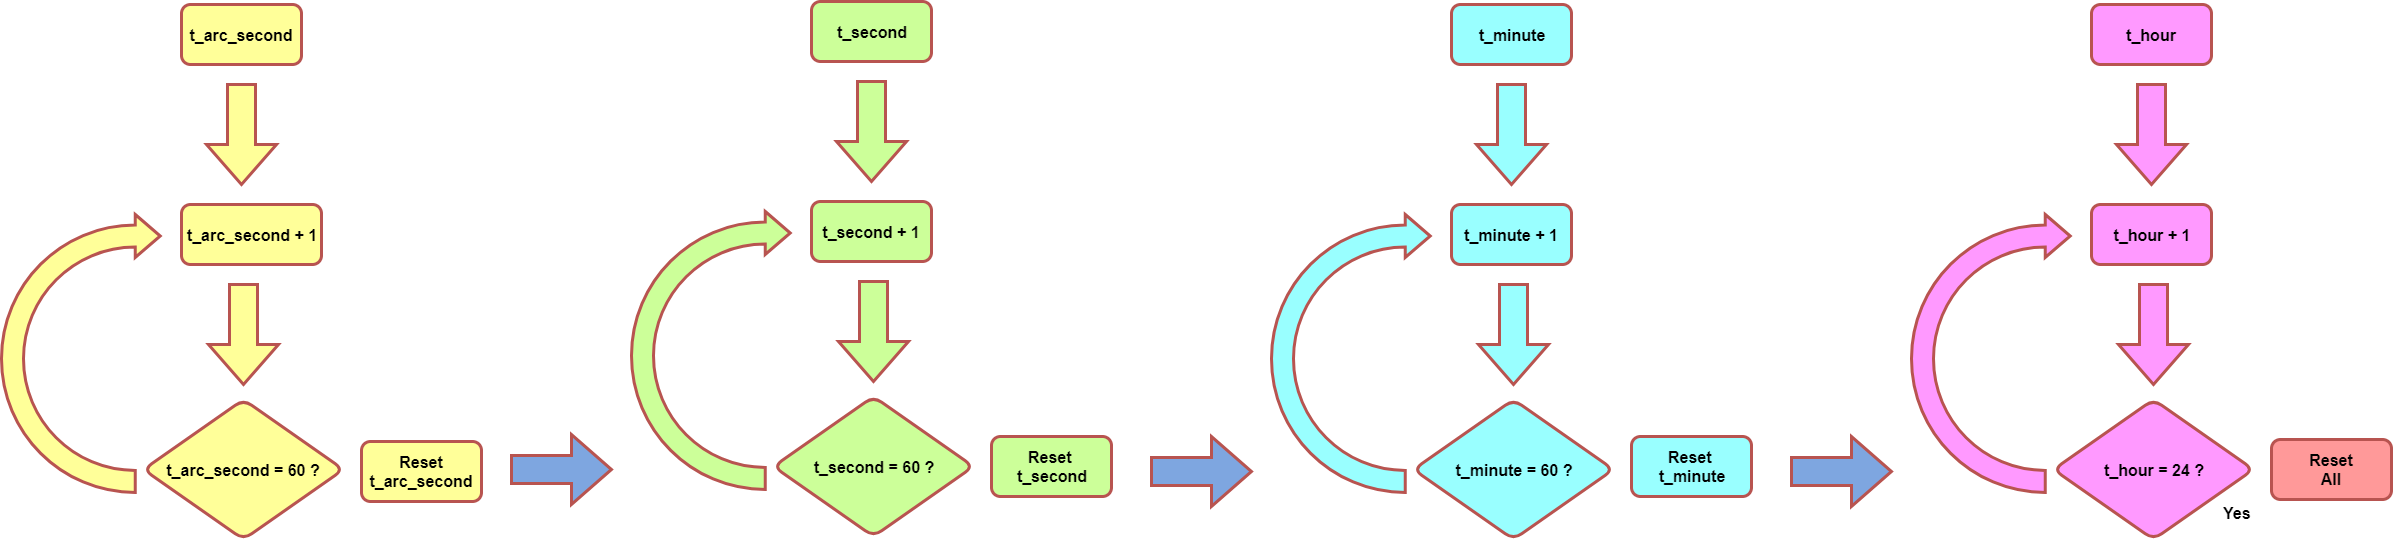 t_arc_second
t_arc_second + 1
t_arc_second = 60 ?
Reset
t_arc_second
t_second
t_second + 1
t_second = 60 ?
Reset
t_second
t_minute
t_minute + 1
t_minute = 60 ?
Reset
t_minute
t_hour
t_hour + 1
t_hour = 24 ?
Yes
Reset
All